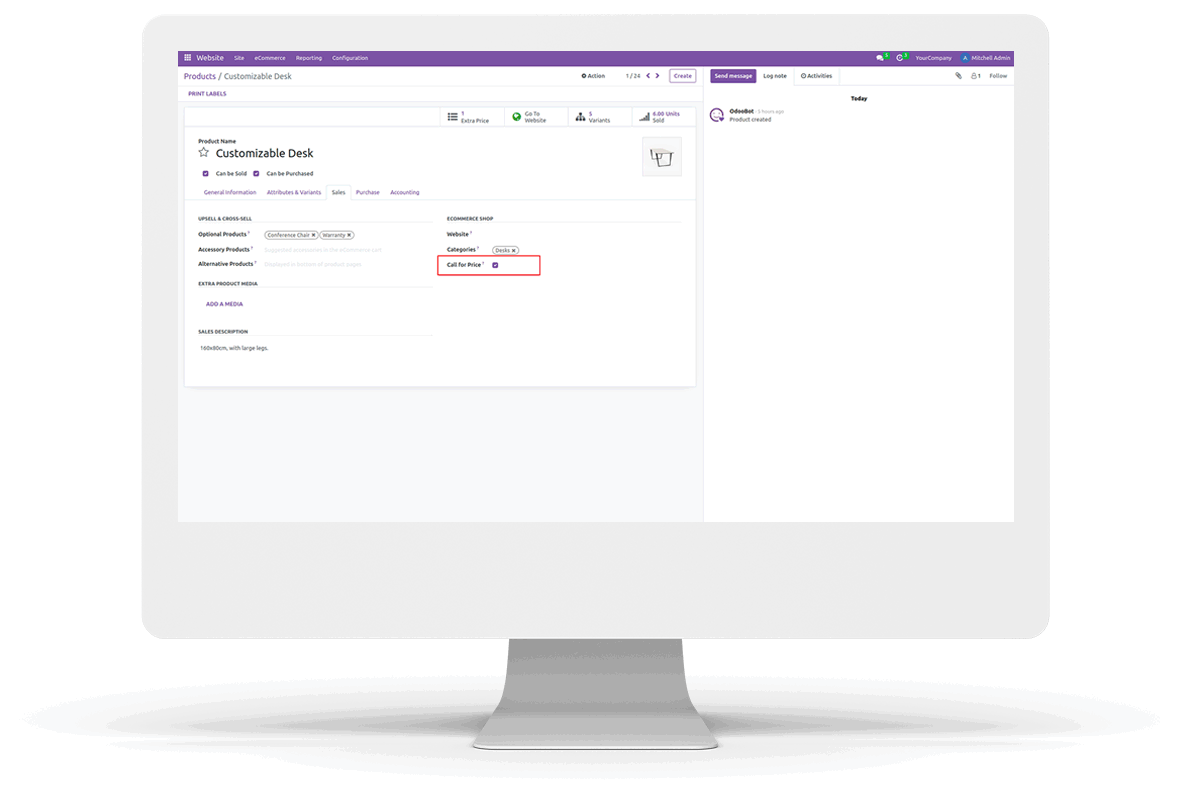 Website Site eCommerce Reporting Configuration 5 3 YourCompany A Mitchell Admin
Products / Customizable Desk Action 1 / 24 Create Send message Log note Activities 1 Follow
PRINT LABELS
Today
1 Extra Price
Go To Website
5 Variants
4.00 Units Sold
OdooBot - 5 hours ago
Product created
Product Name
Customizable Desk
Can be Sold Can be Purchased
General Information Attributes & Variants Sales Purchase Accounting
UPSELL & CROSS-SELL
Optional Products ? Conference Chair × Warranty ×
Accessory Products ? Suggested accessories in the eCommerce cart
Alternative Products ? Displayed in bottom of product pages
EXTRA PRODUCT MEDIA
ADD A MEDIA
SALES DESCRIPTION
160x80cm, with large legs.
ECOMMERCE SHOP
Website ?
Categories ? Desks ×
Call for Price ?